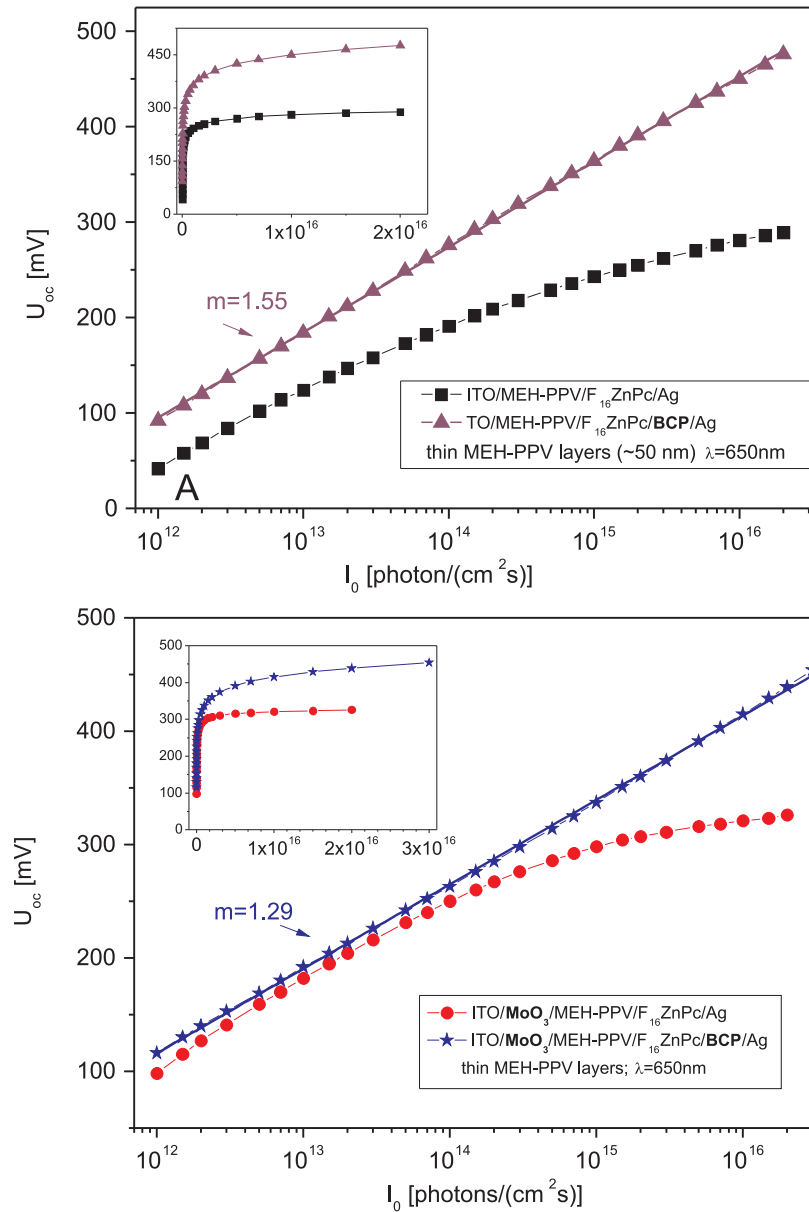 500
400
300
200
100
0
U_oc [mV]
450
300
150
0
0
1x10^16
2x10^16
m=1.55
ITO/MEH-PPV/F_16ZnPc/Ag
TO/MEH-PPV/F_16ZnPc/BCP/Ag
thin MEH-PPV layers (~50 nm) λ=650nm
A
10^12
10^13
10^14
10^15
10^16
I_0 [photon/(cm^2s)]
500
400
300
200
100
U_oc [mV]
500
400
300
200
100
0
0
1x10^16
2x10^16
3x10^16
m=1.29
ITO/MoO_3/MEH-PPV/F_16ZnPc/Ag
ITO/MoO_3/MEH-PPV/F_16ZnPc/BCP/Ag
thin MEH-PPV layers; λ=650nm
10^12
10^13
10^14
10^15
10^16
I_0 [photons/(cm^2s)]